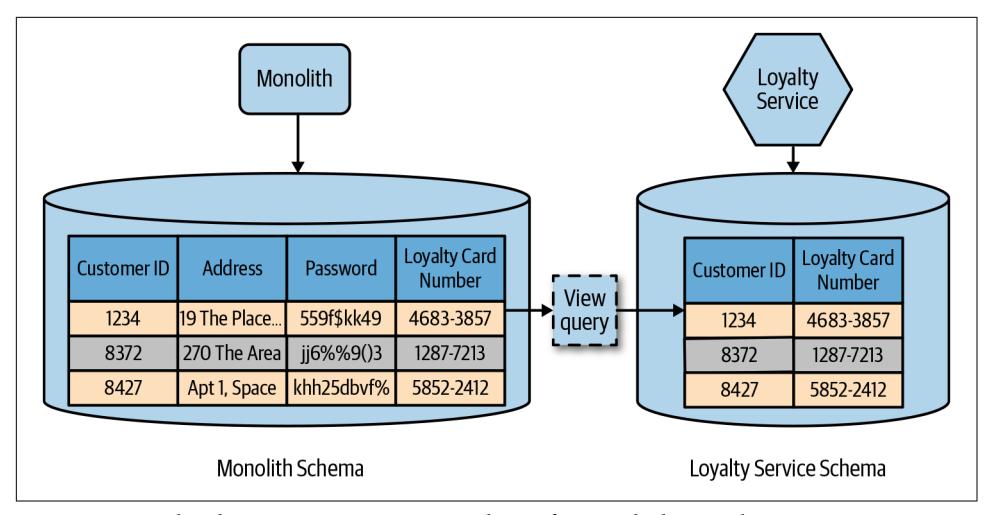 Monolith
Loyalty
Service
Customer ID Address Password Loyalty Card
Number
1234 19 The Place... 559f$kk49 4683-3857
8372 270 The Area jj6%%9()3 1287-7213
8427 Apt 1, Space khh25dbvf% 5852-2412
View
query
Customer ID Loyalty Card
Number
1234 4683-3857
8372 1287-7213
8427 5852-2412
Monolith Schema
Loyalty Service Schema